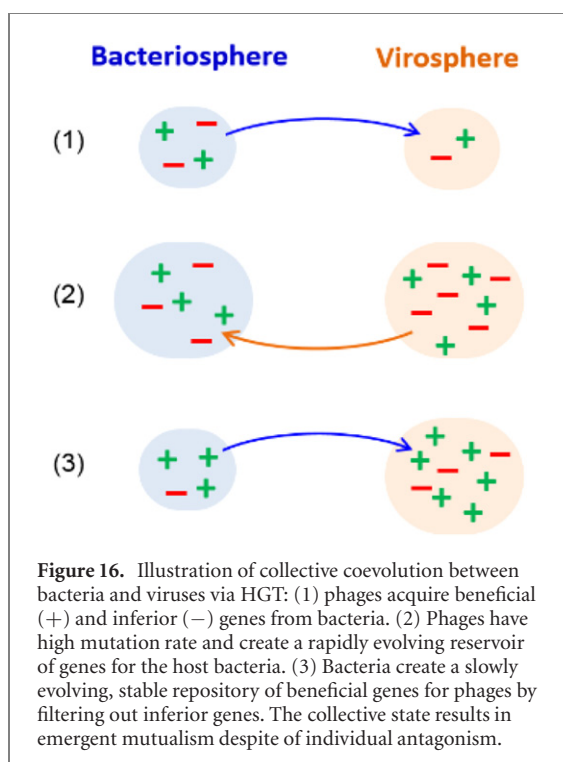 Bacteriosphere Virosphere
(1)
(2)
(3)
Figure 16. Illustration of collective coevolution between
bacteria and viruses via HGT: (1) phages acquire beneficial
(+) and inferior (−) genes from bacteria. (2) Phages have
high mutation rate and create a rapidly evolving reservoir
of genes for the host bacteria. (3) Bacteria create a slowly
evolving, stable repository of beneficial genes for phages by
filtering out inferior genes. The collective state results in
emergent mutualism despite of individual antagonism.